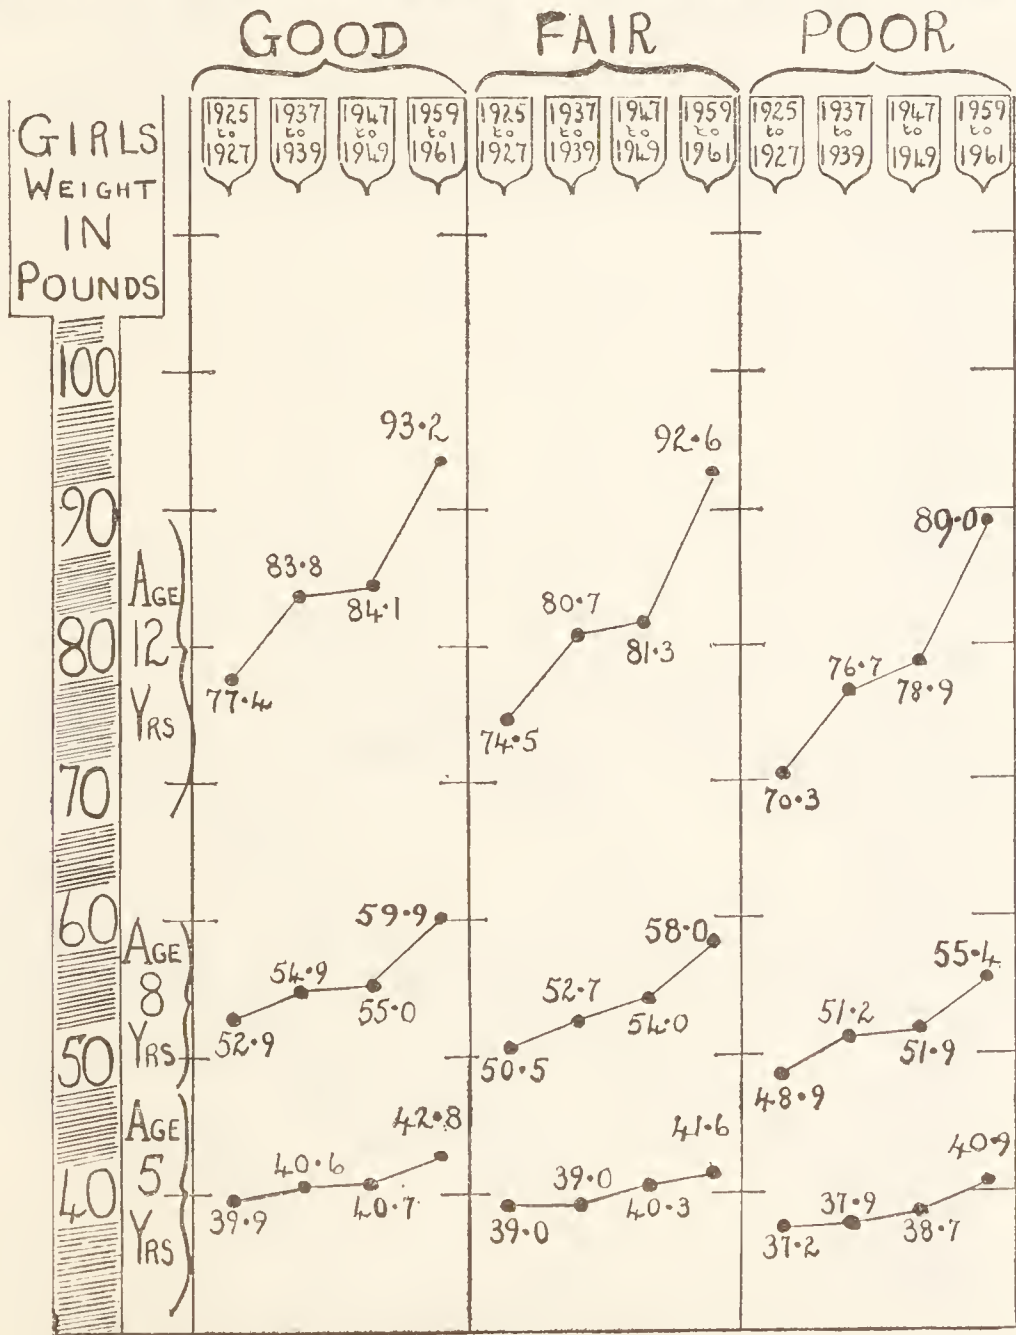 GOOD FAIR POOR
GIRLS
WEIGHT
IN
POUNDS
1925 to 1927
1937 to 1939
1947 to 1949
1959 to 1961
1925 to 1927
1937 to 1939
1947 to 1949
1959 to 1961
1925 to 1927
1937 to 1939
1947 to 1949
1959 to 1961
100
90
80
70
60
50
40
AGE
12
YRS
77.4
83.8
84.1
93.2
74.5
80.7
81.3
92.6
70.3
76.7
78.9
89.0
AGE
8
YRS
52.9
54.9
55.0
59.9
50.5
52.7
54.0
58.0
48.9
51.2
51.9
55.4
AGE
5
YRS
39.9
40.6
40.7
42.8
39.0
39.0
40.3
41.6
37.2
37.9
38.7
40.9